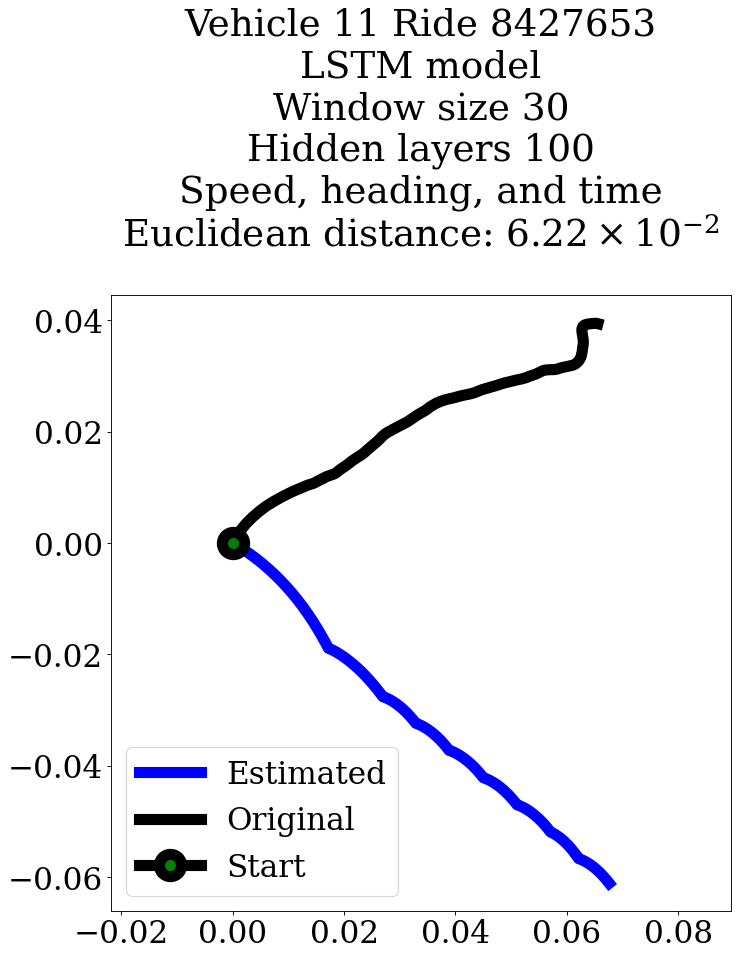 Vehicle 11 Ride 8427653
LSTM model
Window size 30
Hidden layers 100
Speed, heading, and time
Euclidean distance: 6.22 × 10⁻²
0.04
0.02
0.00
−0.02
−0.04
−0.06
Estimated
Original
Start
−0.02 0.00 0.02 0.04 0.06 0.08